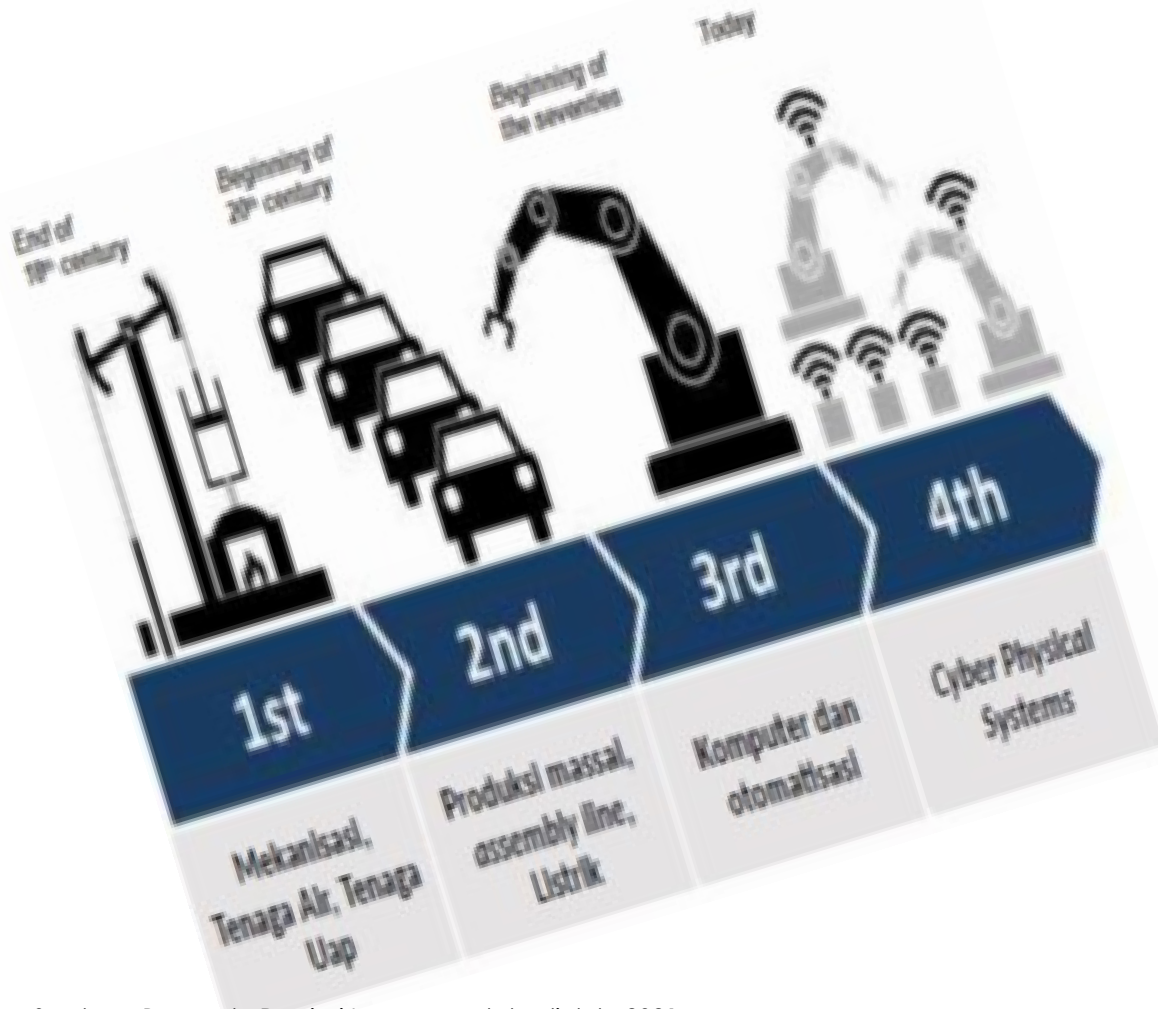 Today
Beginning of
the seventies
Beginning of
20th century
End of
18th century
1st
2nd
3rd
4th
Mekanisasi,
Tenaga Air, Tenaga
Uap
Produksi massal,
assembly line,
Listrik
Komputer dan
otomatisasi
Cyber Physical
Systems